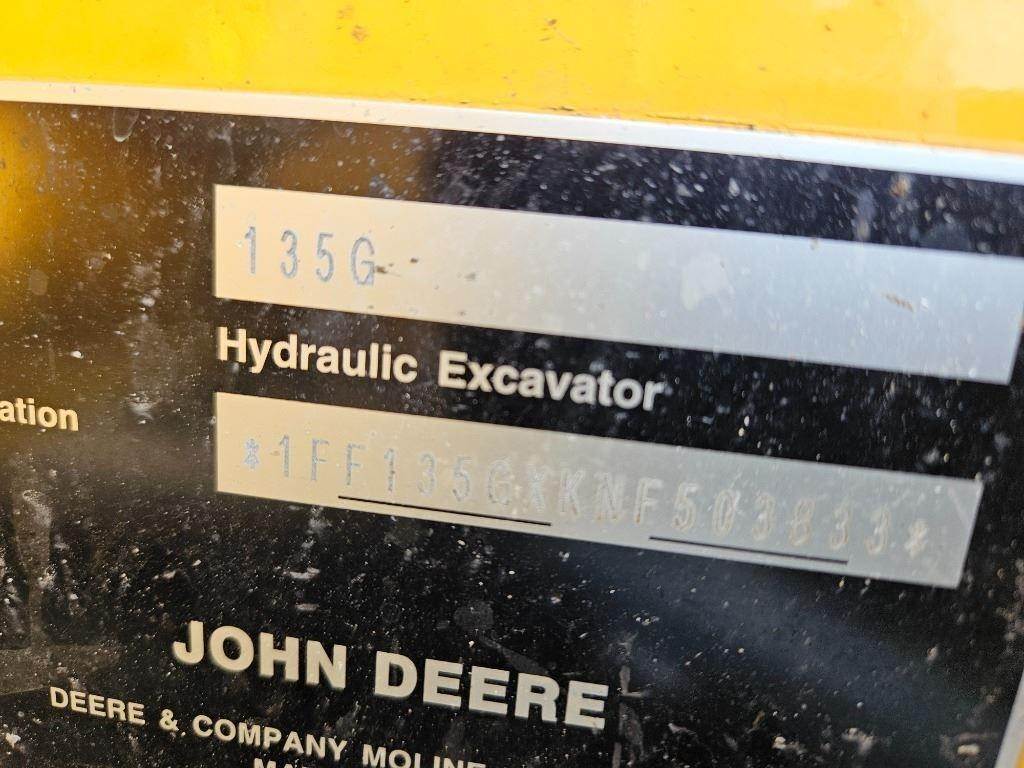 135G
Hydraulic Excavator
ation
*1FF135GXKNF503833*
JOHN DEERE
DEERE & COMPANY MOLINE